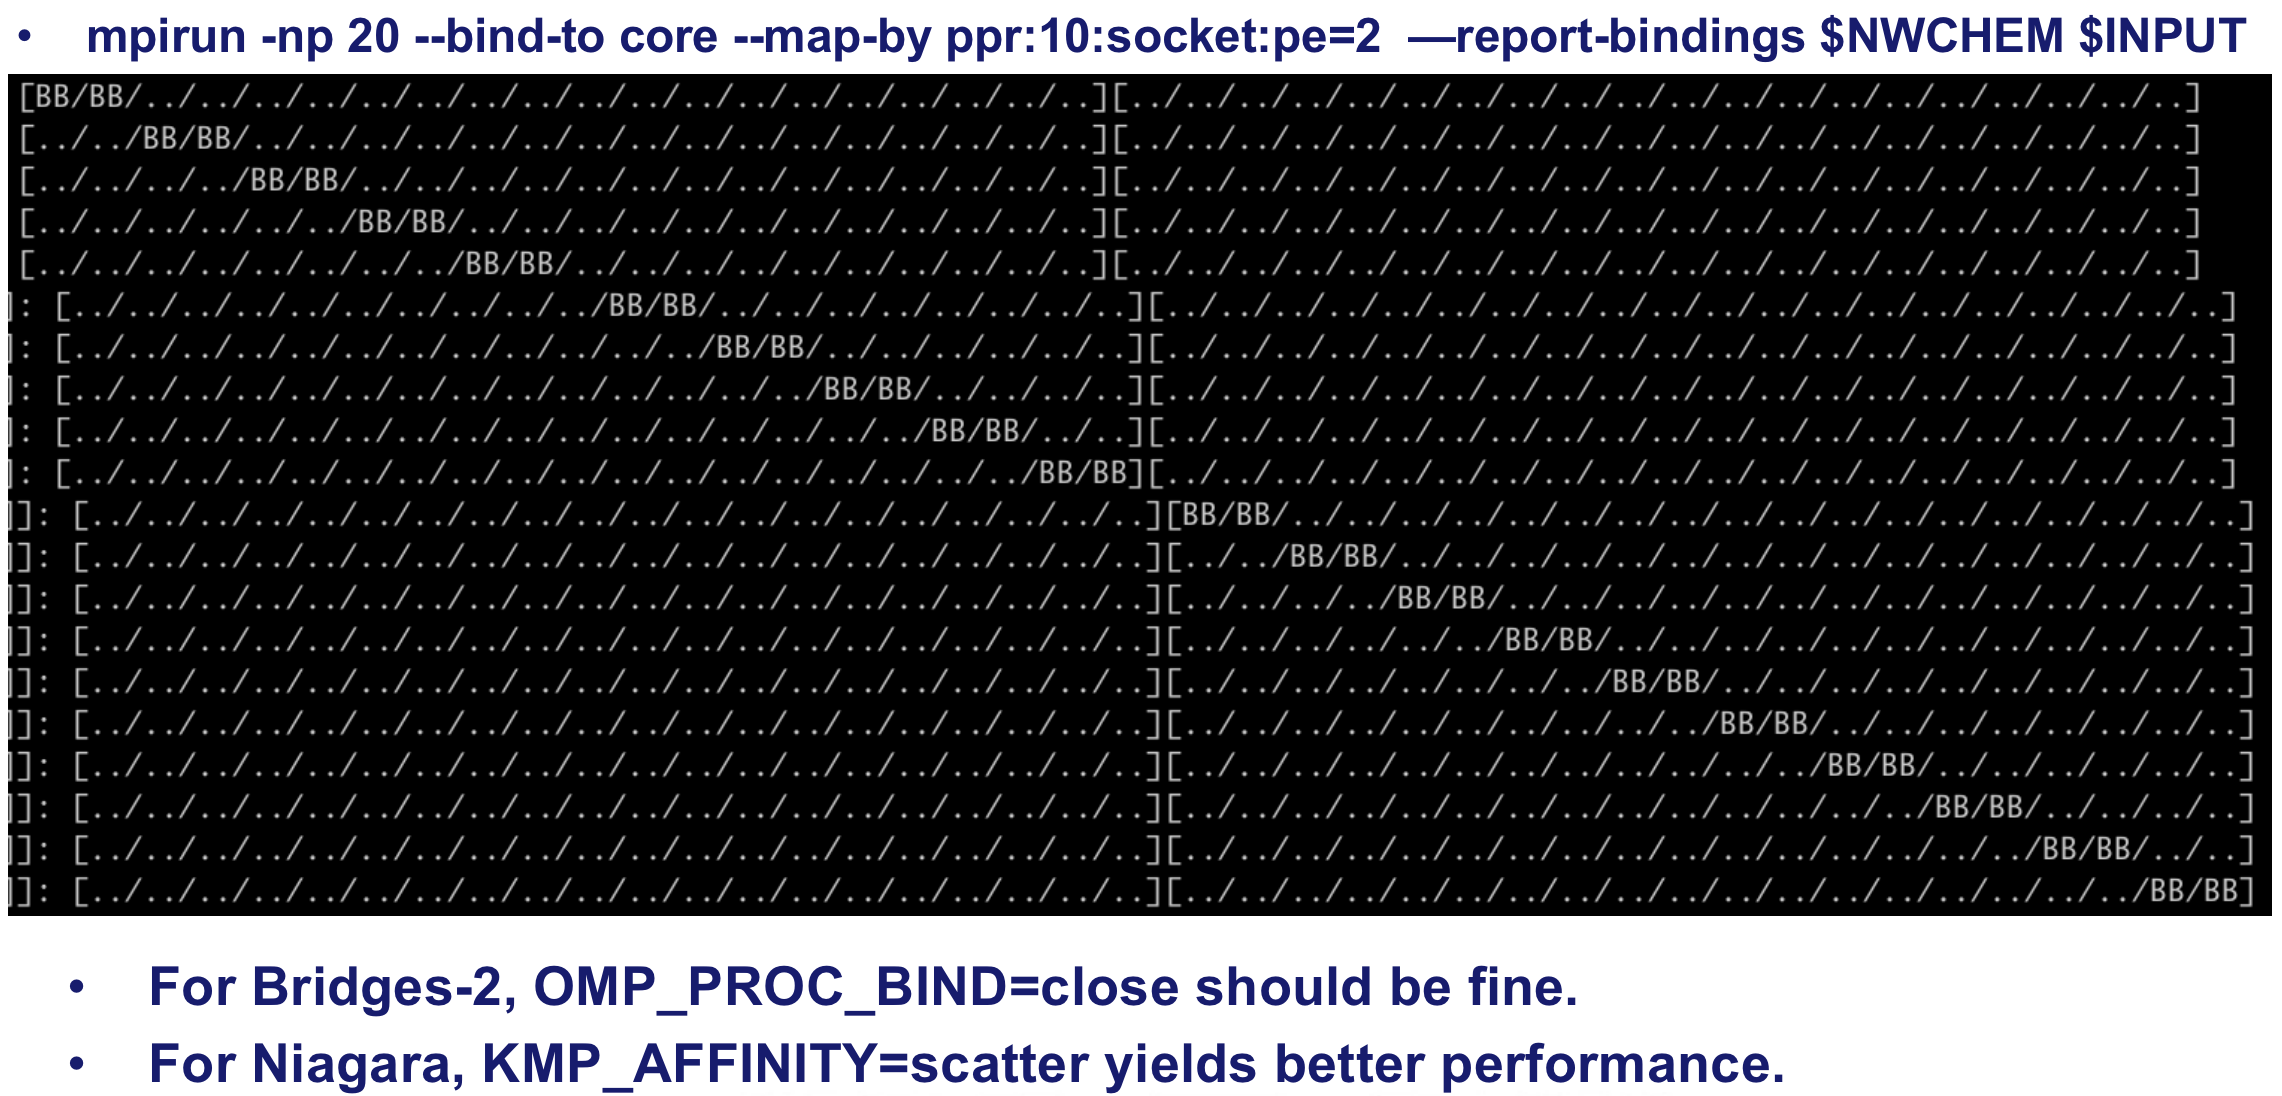 • mpirun -np 20 --bind-to core --map-by ppr:10:socket:pe=2 —report-bindings $NWCHEM $INPUT
[BB/BB/../../../../../../../../../../../../../../../../../..][../../../../../../../../../../../../../../../../../../../..]
[../../BB/BB/../../../../../../../../../../../../../../../..][../../../../../../../../../../../../../../../../../../../..]
[../../../../BB/BB/../../../../../../../../../../../../../..][../../../../../../../../../../../../../../../../../../../..]
[../../../../../../BB/BB/../../../../../../../../../../../..][../../../../../../../../../../../../../../../../../../../..]
[../../../../../../../../BB/BB/../../../../../../../../../..][../../../../../../../../../../../../../../../../../../../..]
]: [../../../../../../../../../../BB/BB/../../../../../../../..][../../../../../../../../../../../../../../../../../../../..]
]: [../../../../../../../../../../../../BB/BB/../../../../../..][../../../../../../../../../../../../../../../../../../../..]
]: [../../../../../../../../../../../../../../BB/BB/../../../..][../../../../../../../../../../../../../../../../../../../..]
]: [../../../../../../../../../../../../../../../../BB/BB/../..][../../../../../../../../../../../../../../../../../../../..]
]: [../../../../../../../../../../../../../../../../../../BB/BB][../../../../../../../../../../../../../../../../../../../..]
]]: [../../../../../../../../../../../../../../../../../../../..][BB/BB/../../../../../../../../../../../../../../../../../..]
]]: [../../../../../../../../../../../../../../../../../../../..][../../BB/BB/../../../../../../../../../../../../../../../..]
]]: [../../../../../../../../../../../../../../../../../../../..][../../../../BB/BB/../../../../../../../../../../../../../..]
]]: [../../../../../../../../../../../../../../../../../../../..][../../../../../../BB/BB/../../../../../../../../../../../..]
]]: [../../../../../../../../../../../../../../../../../../../..][../../../../../../../../BB/BB/../../../../../../../../../..]
]]: [../../../../../../../../../../../../../../../../../../../..][../../../../../../../../../../BB/BB/../../../../../../../..]
]]: [../../../../../../../../../../../../../../../../../../../..][../../../../../../../../../../../../BB/BB/../../../../../..]
]]: [../../../../../../../../../../../../../../../../../../../..][../../../../../../../../../../../../../../BB/BB/../../../..]
]]: [../../../../../../../../../../../../../../../../../../../..][../../../../../../../../../../../../../../../../BB/BB/../..]
]]: [../../../../../../../../../../../../../../../../../../../..][../../../../../../../../../../../../../../../../../../BB/BB]
• For Bridges-2, OMP_PROC_BIND=close should be fine.
• For Niagara, KMP_AFFINITY=scatter yields better performance.